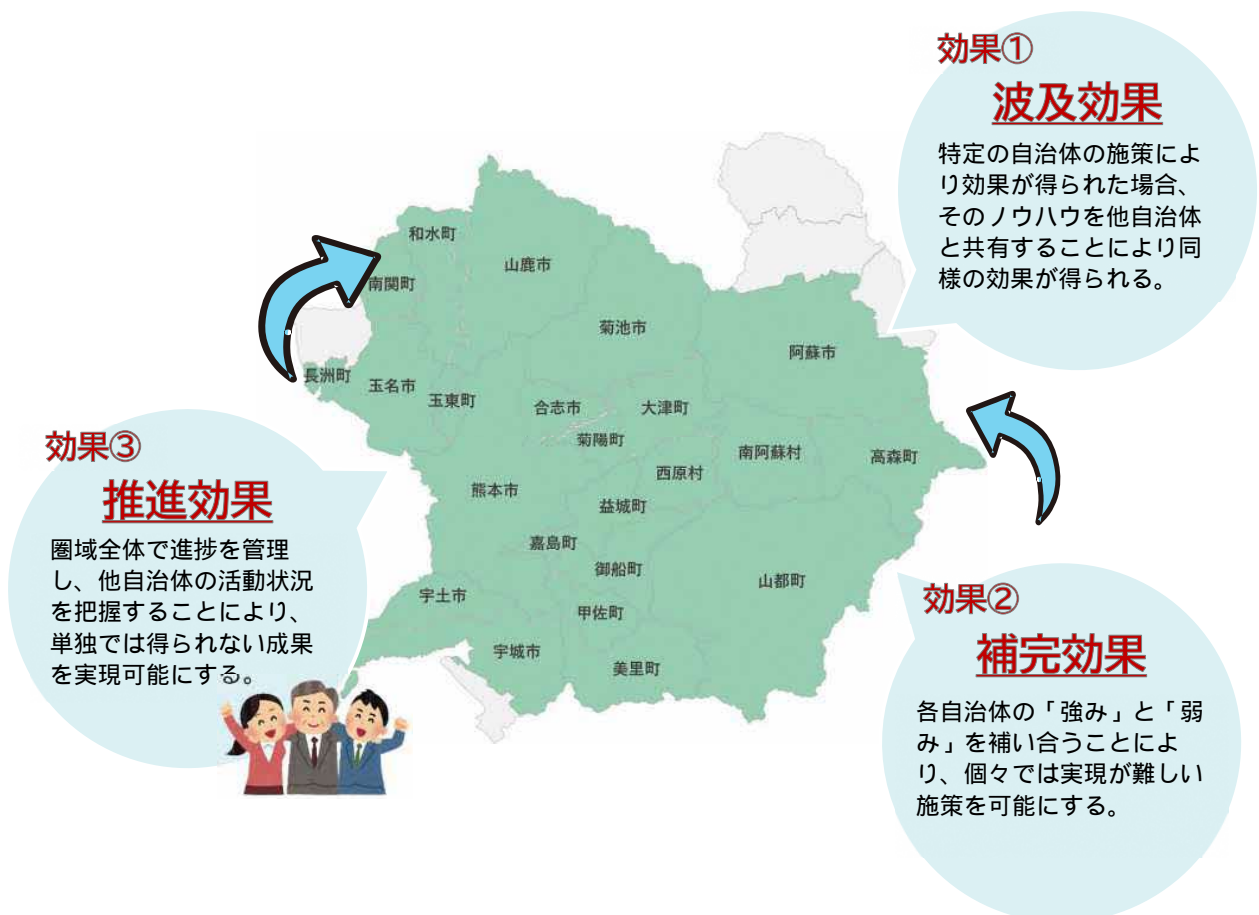 効果①
波及効果
特定の自治体の施策によ
り効果が得られた場合、
そのノウハウを他自治体
と共有することにより同
様の効果が得られる。
和水町
山鹿市
南関町
菊池市
阿蘇市
長洲町
玉名市
玉東町
合志市
大津町
菊陽町
南阿蘇村
高森町
西原村
熊本市
益城町
嘉島町
御船町
山都町
宇土市
甲佐町
宇城市
美里町
効果③
推進効果
圏域全体で進捗を管理
し、他自治体の活動状況
を把握することにより、
単独では得られない成果
を実現可能にする。
効果②
補完効果
各自治体の「強み」と「弱
み」を補い合うことによ
り、個々では実現が難しい
施策を可能にする。